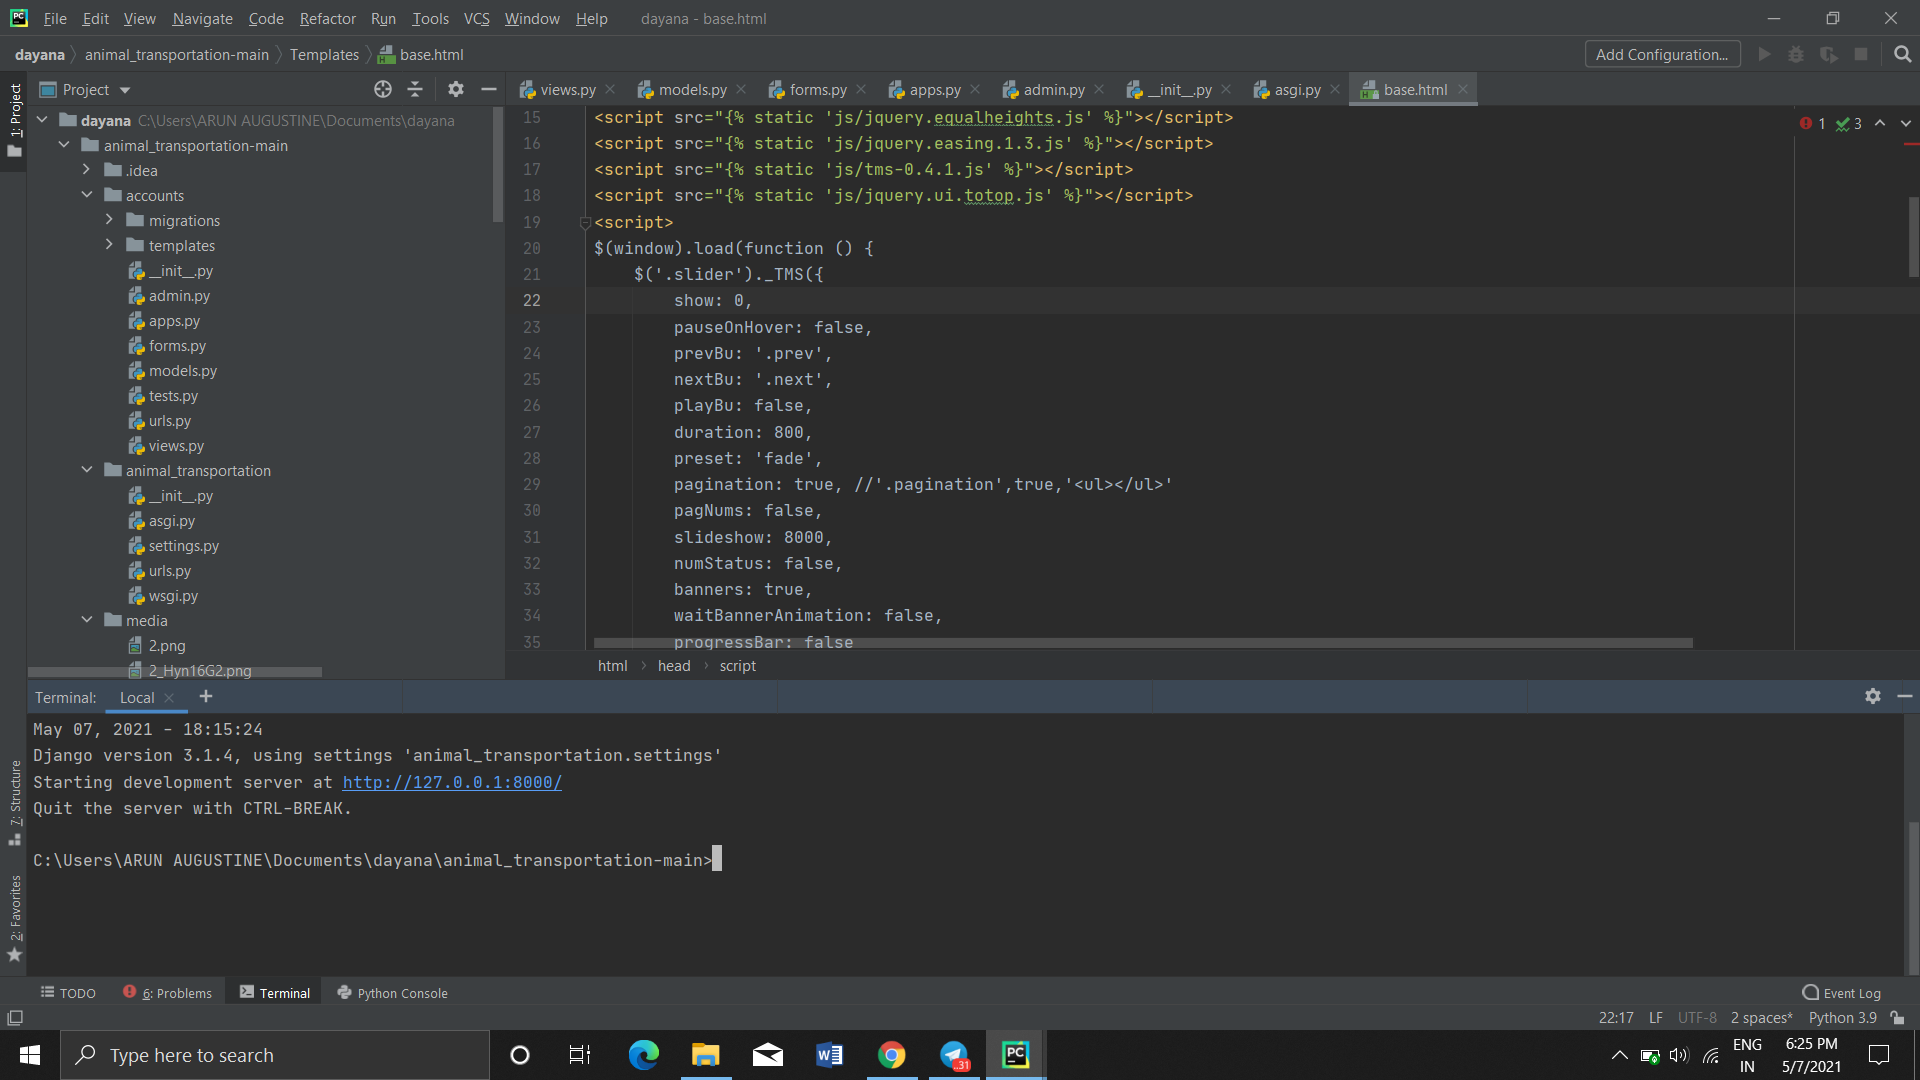 PC File Edit View Navigate Code Refactor Run Tools VCS Window Help dayana - base.html
dayana animal_transportation-main Templates base.html Add Configuration...
1: Project
Project
views.py models.py forms.py apps.py admin.py __init__.py asgi.py base.html
dayana C:\Users\ARUN AUGUSTINE\Documents\dayana
animal_transportation-main
.idea
accounts
migrations
templates
__init__.py
admin.py
apps.py
forms.py
models.py
tests.py
urls.py
views.py
animal_transportation
__init__.py
asgi.py
settings.py
urls.py
wsgi.py
media
2.png
2_Hyn16G2.png
1 3
15 <script src="{% static 'js/jquery.equalheights.js' %}"></script>
16 <script src="{% static 'js/jquery.easing.1.3.js' %}"></script>
17 <script src="{% static 'js/tms-0.4.1.js' %}"></script>
18 <script src="{% static 'js/jquery.ui.totop.js' %}"></script>
19 <script>
20 $(window).load(function () {
21 $('.slider')._TMS({
22 show: 0,
23 pauseOnHover: false,
24 prevBu: '.prev',
25 nextBu: '.next',
26 playBu: false,
27 duration: 800,
28 preset: 'fade',
29 pagination: true, //'.pagination',true,'<ul></ul>'
30 pagNums: false,
31 slideshow: 8000,
32 numStatus: false,
33 banners: true,
34 waitBannerAnimation: false,
35 progressBar: false
html head script
Terminal: Local +
May 07, 2021 - 18:15:24
Django version 3.1.4, using settings 'animal_transportation.settings'
Starting development server at http://127.0.0.1:8000/
Quit the server with CTRL-BREAK.
C:\Users\ARUN AUGUSTINE\Documents\dayana\animal_transportation-main>
7: Structure
2: Favorites
TODO 6: Problems Terminal Python Console Event Log
22:17 LF UTF-8 2 spaces* Python 3.9
Type here to search
W
..31
PC
ENG
IN
6:25 PM
5/7/2021